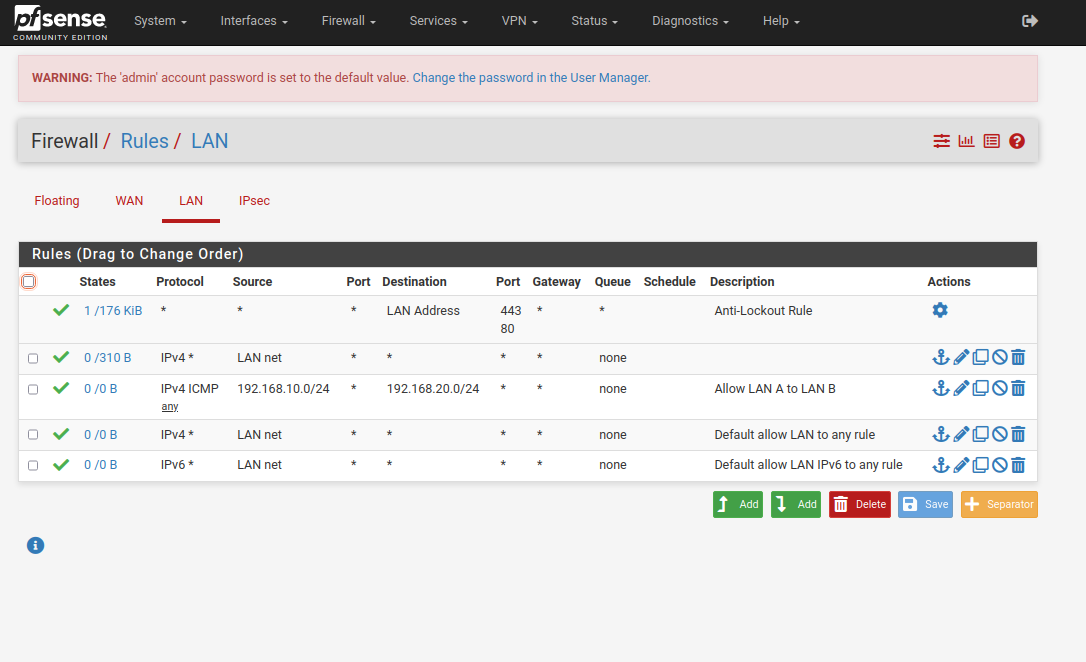 pfsense
COMMUNITY EDITION
System Interfaces Firewall Services VPN Status Diagnostics Help
WARNING: The 'admin' account password is set to the default value. Change the password in the User Manager.
Firewall / Rules / LAN
Floating WAN LAN IPsec
Rules (Drag to Change Order)
States Protocol Source Port Destination Port Gateway Queue Schedule Description Actions
1 /176 KiB * * * LAN Address 443 * * Anti-Lockout Rule
80
0 /310 B IPv4 * LAN net * * * * none
0 /0 B IPv4 ICMP 192.168.10.0/24 * 192.168.20.0/24 * * none Allow LAN A to LAN B
any
0 /0 B IPv4 * LAN net * * * * none Default allow LAN to any rule
0 /0 B IPv6 * LAN net * * * * none Default allow LAN IPv6 to any rule
Add Add Delete Save Separator